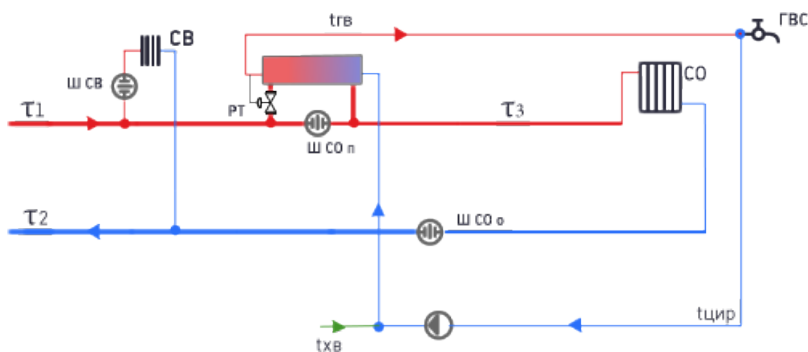 tгв
ГВС
СВ
Ш СВ
СО
τ1
РТ
τ3
Ш СО п
τ2
Ш СО о
tцир
tхв